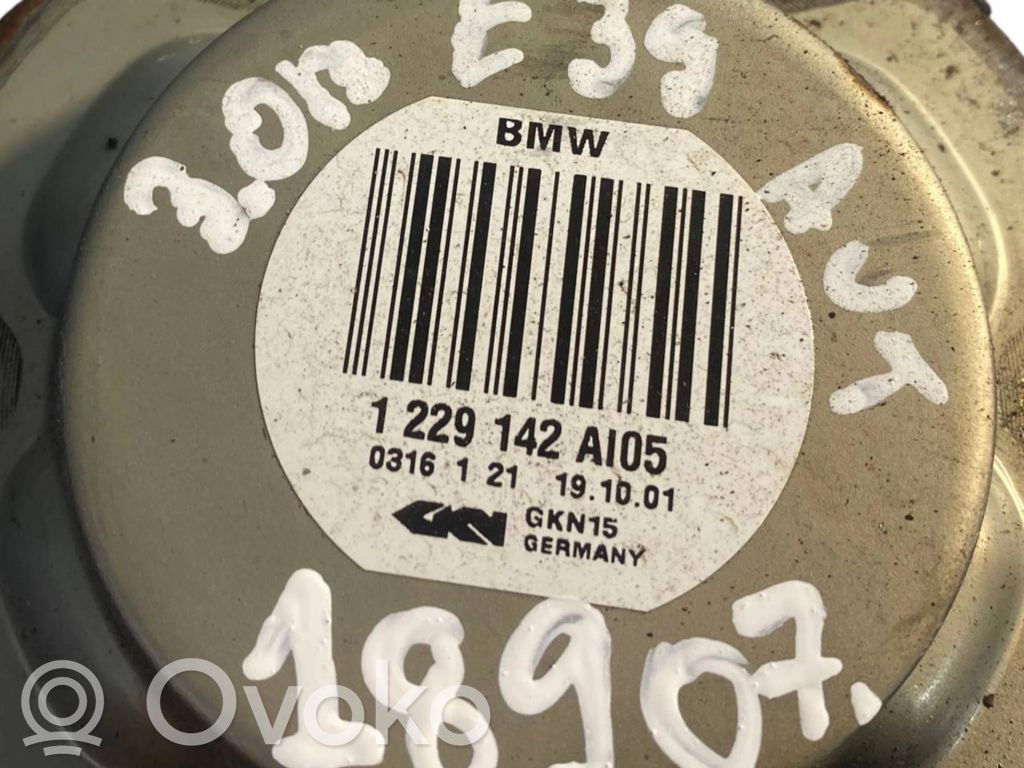 3.0n E39 AUT
BMW
1 229 142 AI05
0316 1 21 19.10.01
GKN GKN15
GERMANY
18907.
Ovoko